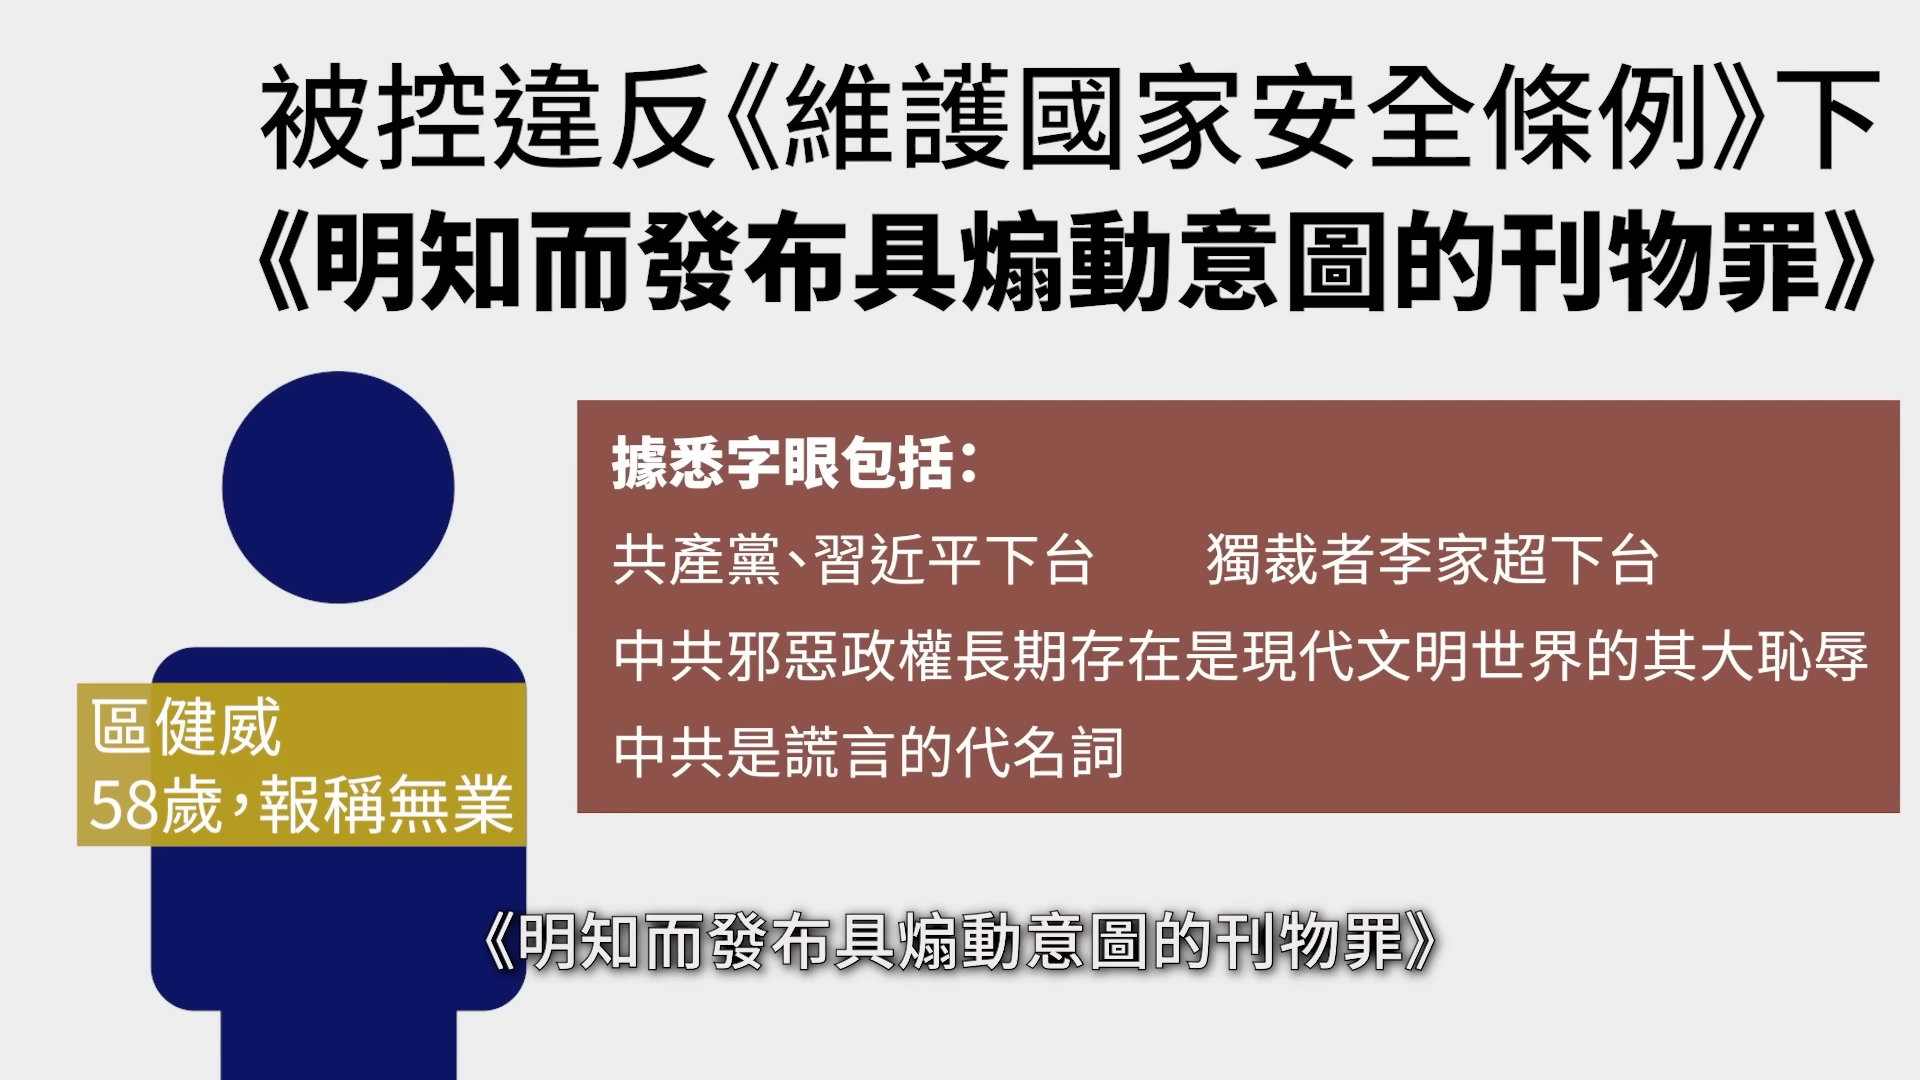 被控違反《維護國家安全條例》下
《明知而發布具煽動意圖的刊物罪》
據悉字眼包括：
共產黨、習近平下台　　獨裁者李家超下台
中共邪惡政權長期存在是現代文明世界的其大恥辱
中共是謊言的代名詞
區健威
58歲，報稱無業
《明知而發布具煽動意圖的刊物罪》